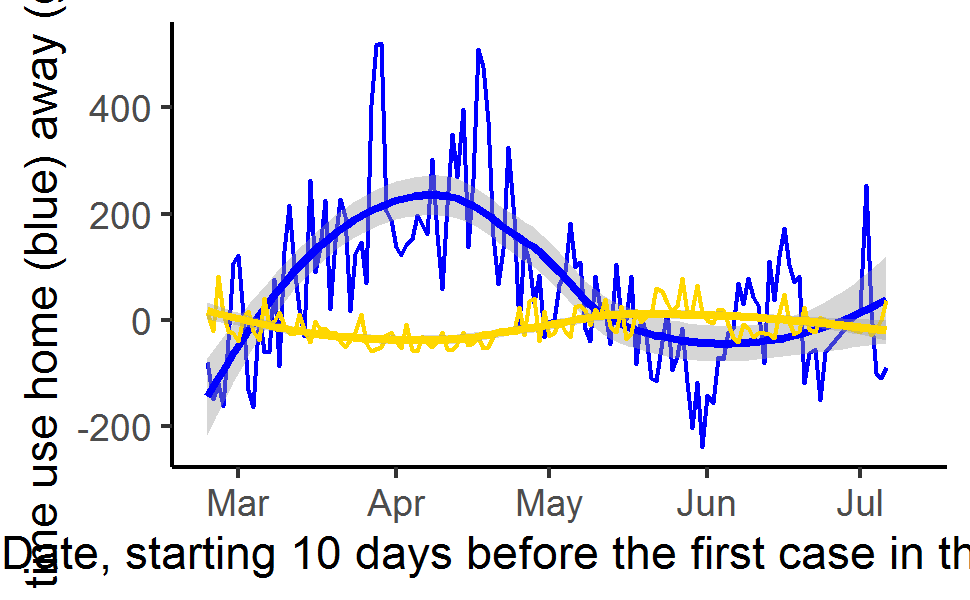 time use home (blue) away (
400
200
0
-200
Mar Apr May Jun Jul
Date, starting 10 days before the first case in th